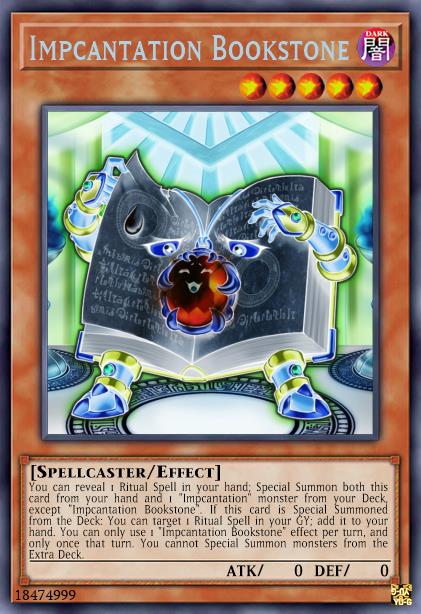 IMPCANTATION BOOKSTONE
DARK
闇
[SPELLCASTER/EFFECT]
You can reveal 1 Ritual Spell in your hand; Special Summon both this
card from your hand and 1 "Impcantation" monster from your Deck,
except "Impcantation Bookstone". If this card is Special Summoned
from the Deck: You can target 1 Ritual Spell in your GY; add it to your
hand. You can only use 1 "Impcantation Bookstone" effect per turn, and
only once that turn. You cannot Special Summon monsters from the
Extra Deck.
ATK/ 0 DEF/ 0
18474999